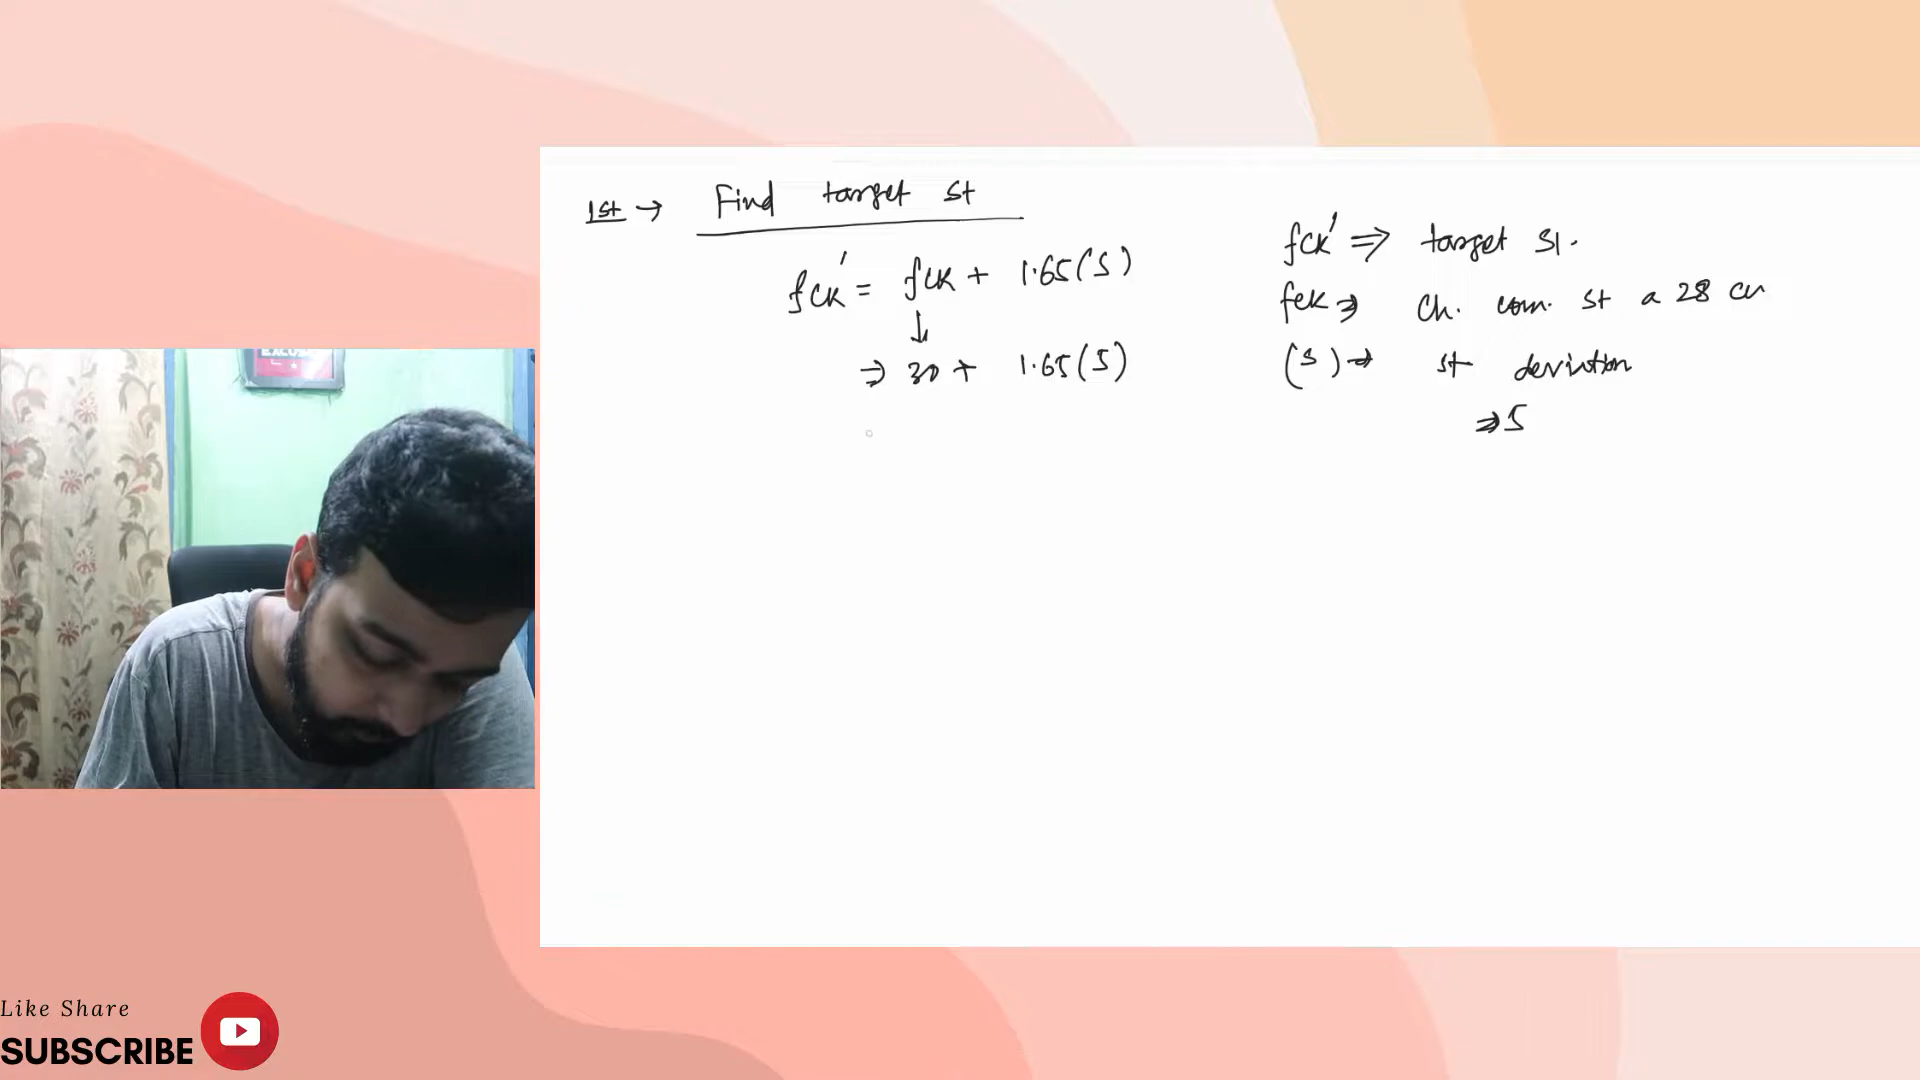 1st → Find target st
fck' = fck + 1.65(S)
↓
⇒ 30 + 1.65(5)
fck' ⇒ target St.
fck ⇒ Ch. com. st a 28
(S) → st deviation
⇒ 5
Like Share
SUBSCRIBE